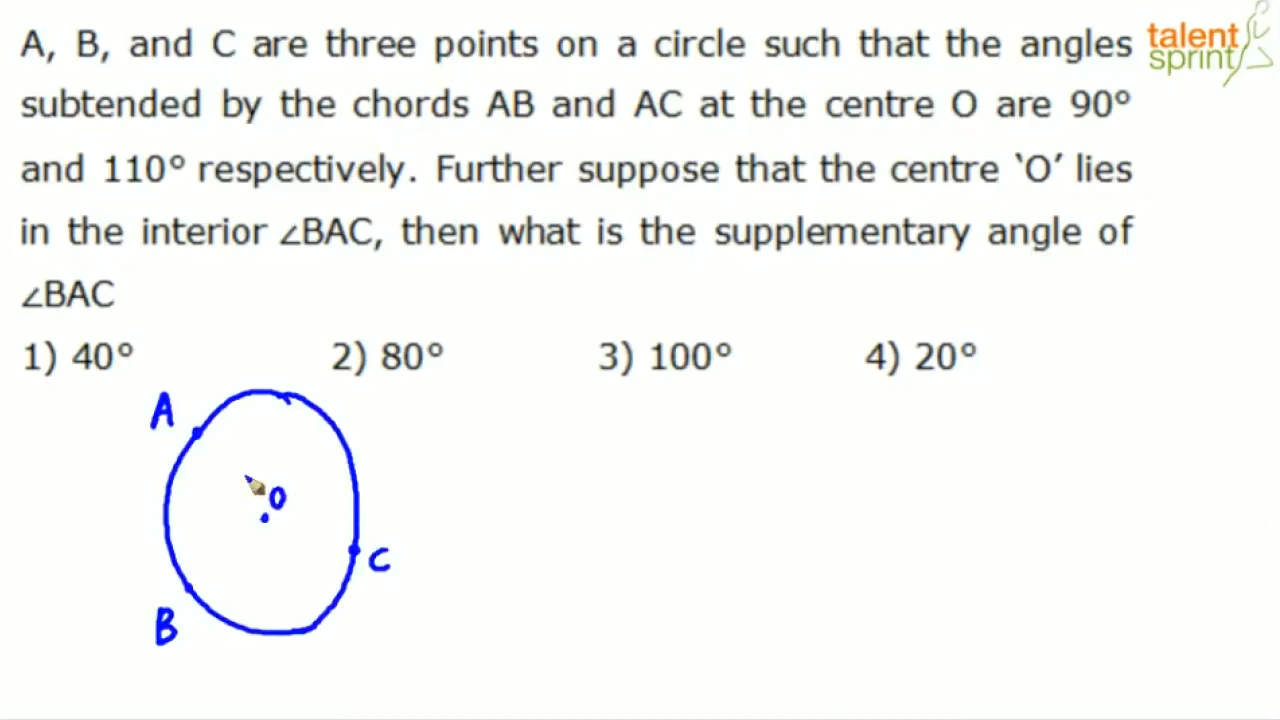 A, B, and C are three points on a circle such that the angles
talent
sprint
subtended by the chords AB and AC at the centre O are 90°
and 110° respectively. Further suppose that the centre ‘O’ lies
in the interior ∠BAC, then what is the supplementary angle of
∠BAC
1) 40° 2) 80° 3) 100° 4) 20°
A
O
C
B